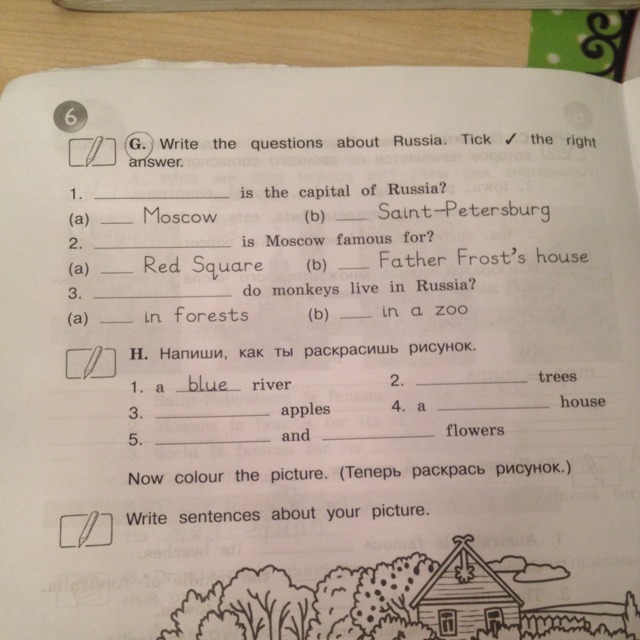 6
G. Write the questions about Russia. Tick ✓ the right
answer.
1. ____________ is the capital of Russia?
(a) ___ Moscow (b) Saint-Petersburg
2. ____________ is Moscow famous for?
(a) ___ Red Square (b) ___ Father Frost's house
3. ____________ do monkeys live in Russia?
(a) ___ in forests (b) ___ in a zoo
H. Напиши, как ты раскрасишь рисунок.
1. a blue river 2. __________ trees
3. __________ apples 4. a __________ house
5. __________ and __________ flowers
Now colour the picture. (Теперь раскрась рисунок.)
Write sentences about your picture.